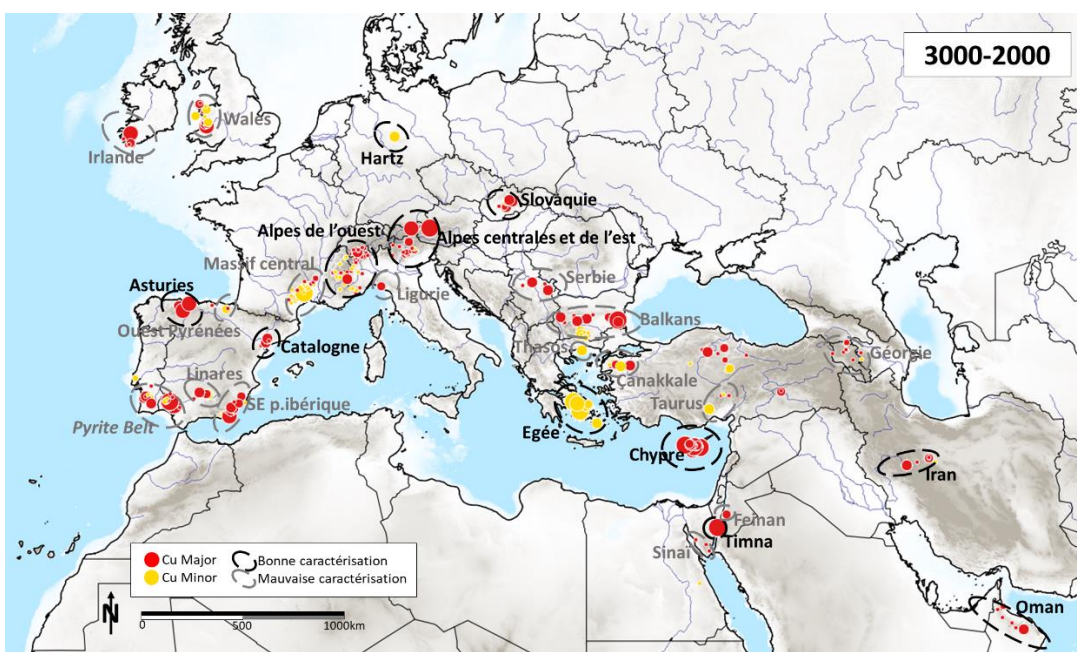 3000-2000
Wales
Irlande
Hartz
Slovaquie
Alpes de l'ouest
Alpes centrales et de l'est
Massif central
Serbie
Asturies
Ligurie
Ouest Pyrénées
Balkans
Thasos
Géorgie
Catalogne
Çanakkale
Linares
Taurus
SE p.ibérique
Pyrite Belt
Egée
Chypre
Iran
Feinan
Timna
Sinaï
Oman
Cu Major
Bonne caractérisation
Cu Minor
Mauvaise caractérisation
N
0
500
1000km